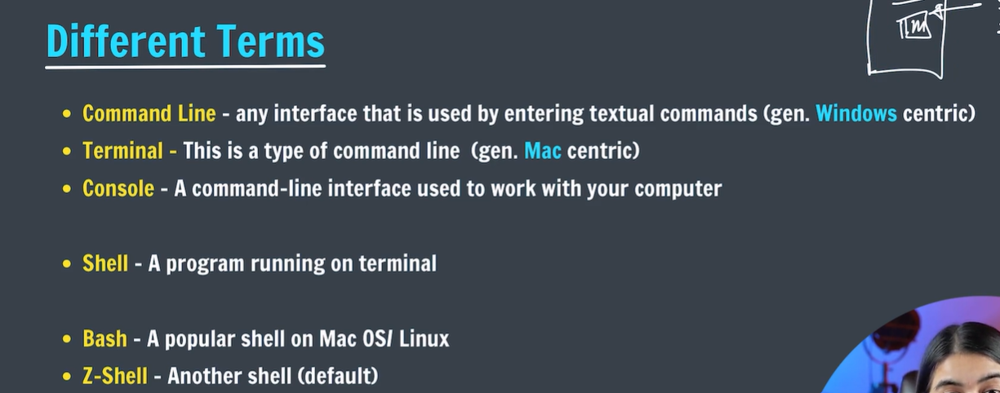 Different Terms
• Command Line - any interface that is used by entering textual commands (gen. Windows centric)
• Terminal - This is a type of command line (gen. Mac centric)
• Console - A command-line interface used to work with your computer
• Shell - A program running on terminal
• Bash - A popular shell on Mac OS/ Linux
• Z-Shell - Another shell (default)